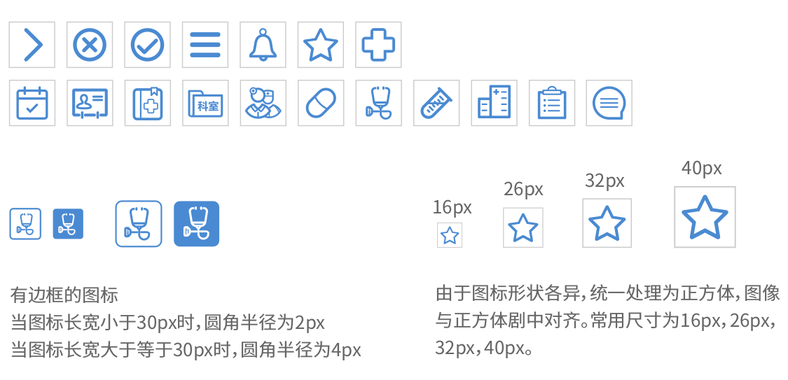 科室
16px
26px
32px
40px
有边框的图标
当图标长宽小于30px时，圆角半径为2px
当图标长宽大于等于30px时，圆角半径为4px
由于图标形状各异，统一处理为正方体，图像
与正方体剧中对齐。常用尺寸为16px，26px，
32px，40px。